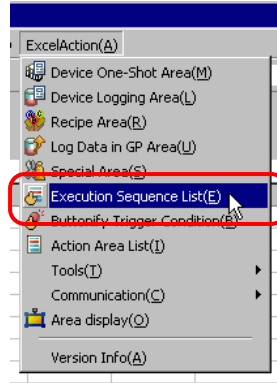 ExcelAction(A)
Device One-Shot Area(M)
Device Logging Area(L)
Recipe Area(R)
Log Data in GP Area(U)
Special Area(S)
Execution Sequence List(E)
Buttonify Trigger Condition(B)
Action Area List(I)
Tools(T)
Communication(C)
Area display(O)
Version Info(A)